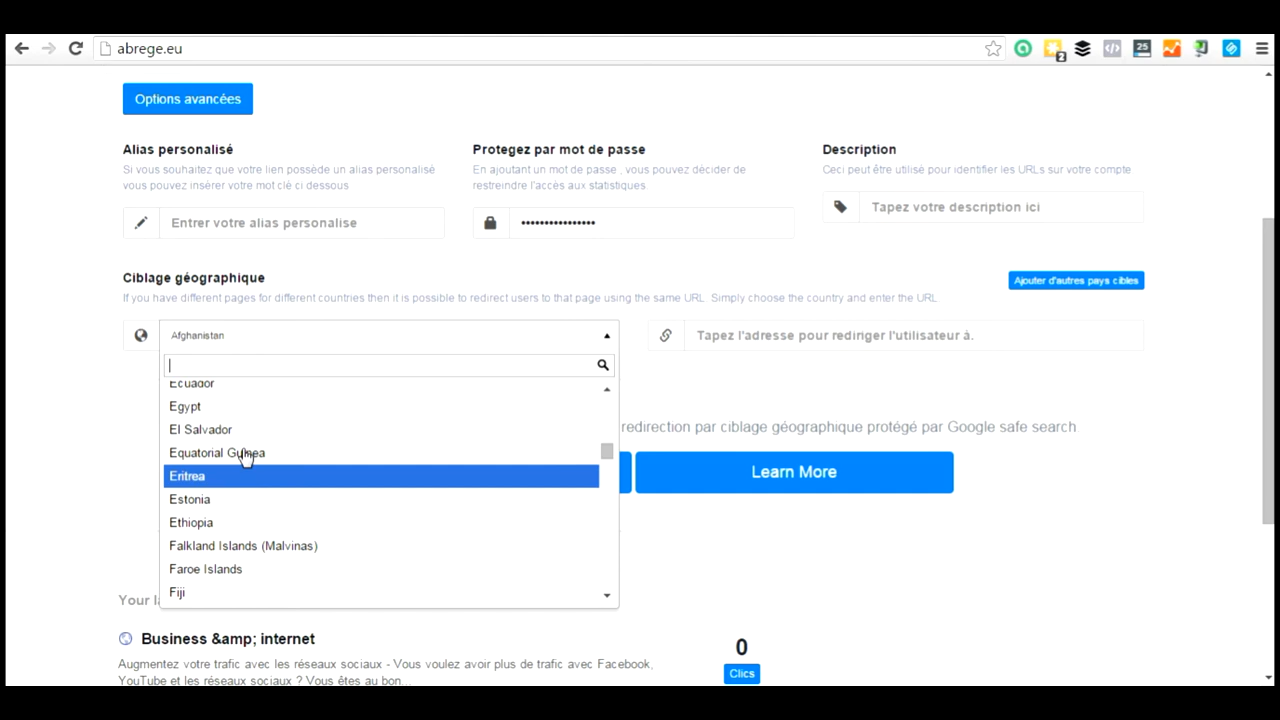 abrege.eu
2
25
Options avancées
Alias personalisé
Si vous souhaitez que votre lien possède un alias personalisé
vous pouvez insérer votre mot clé ci dessous
Entrer votre alias personalise
Protegez par mot de passe
En ajoutant un mot de passe , vous pouvez décider de
restreindre l'accès aux statistiques.
••••••••••••••••
Description
Ceci peut être utilisé pour identifier les URLs sur votre compte
Tapez votre description ici
Ciblage géographique
Ajouter d'autres pays cibles
If you have different pages for different countries then it is possible to redirect users to that page using the same URL. Simply choose the country and enter the URL.
Afghanistan
Tapez l'adresse pour rediriger l'utilisateur à.
Ecuador
Egypt
El Salvador
Equatorial Guinea
Eritrea
Estonia
Ethiopia
Falkland Islands (Malvinas)
Faroe Islands
Fiji
redirection par ciblage géographique protégé par Google safe search.
Learn More
Your
Business &amp; internet
Augmentez votre trafic avec les réseaux sociaux - Vous voulez avoir plus de trafic avec Facebook,
YouTube et les réseaux sociaux ? Vous êtes au bon...
0
Clics